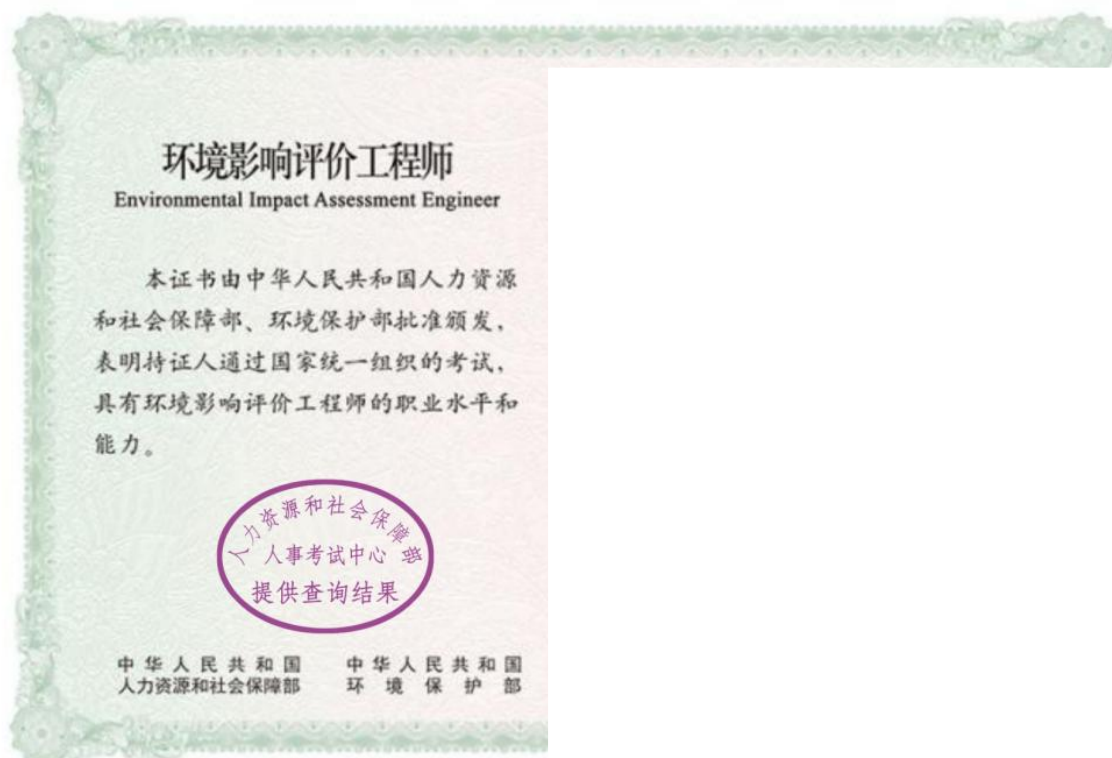 环境影响评价工程师
Environmental Impact Assessment Engineer
本证书由中华人民共和国人力资源
和社会保障部、环境保护部批准颁发，
表明持证人通过国家统一组织的考试，
具有环境影响评价工程师的职业水平和
能力。
人力资源和社会保障部
人事考试中心
提供查询结果
中华人民共和国 中华人民共和国
人力资源和社会保障部 环境保护部